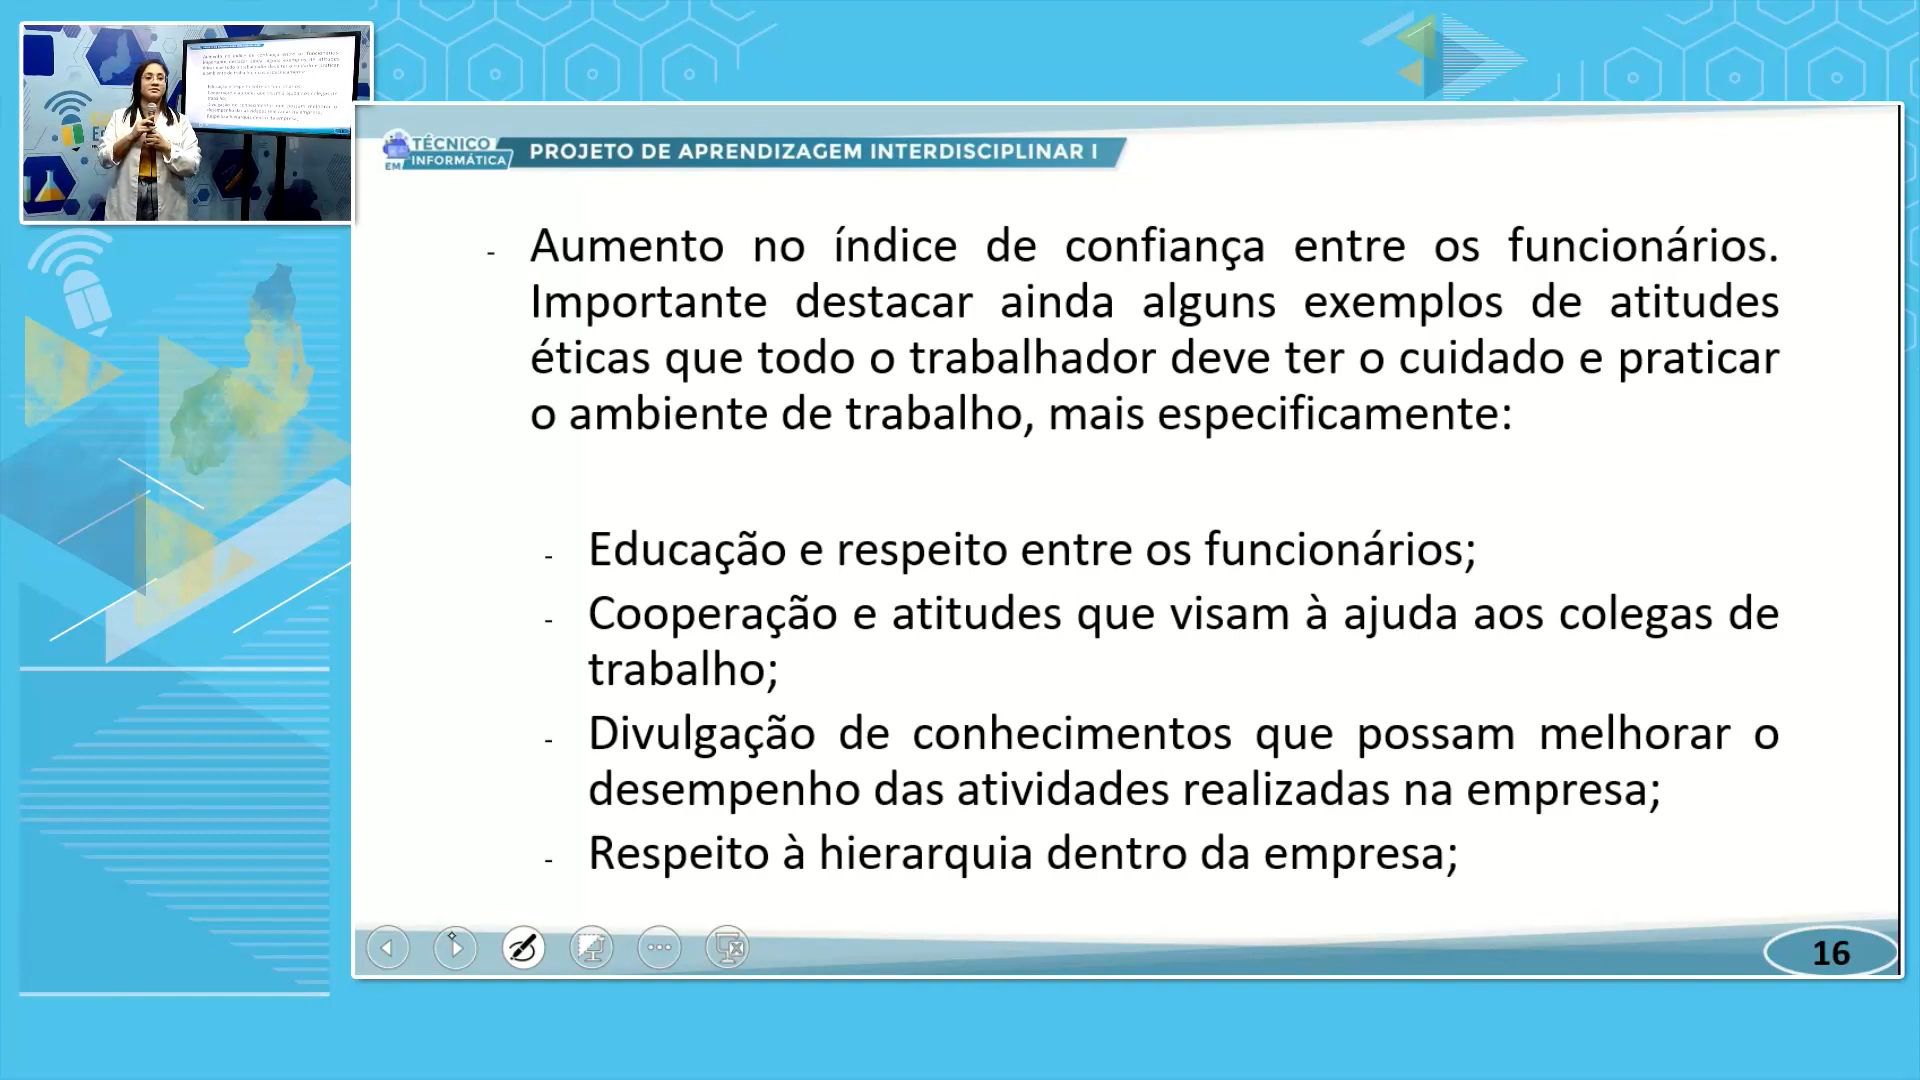 TÉCNICO
EM INFORMÁTICA
PROJETO DE APRENDIZAGEM INTERDISCIPLINAR I
- Aumento no índice de confiança entre os funcionários.
Importante destacar ainda alguns exemplos de atitudes
éticas que todo o trabalhador deve ter o cuidado e praticar
o ambiente de trabalho, mais especificamente:
- Educação e respeito entre os funcionários;
- Cooperação e atitudes que visam à ajuda aos colegas de
trabalho;
- Divulgação de conhecimentos que possam melhorar o
desempenho das atividades realizadas na empresa;
- Respeito à hierarquia dentro da empresa;
16